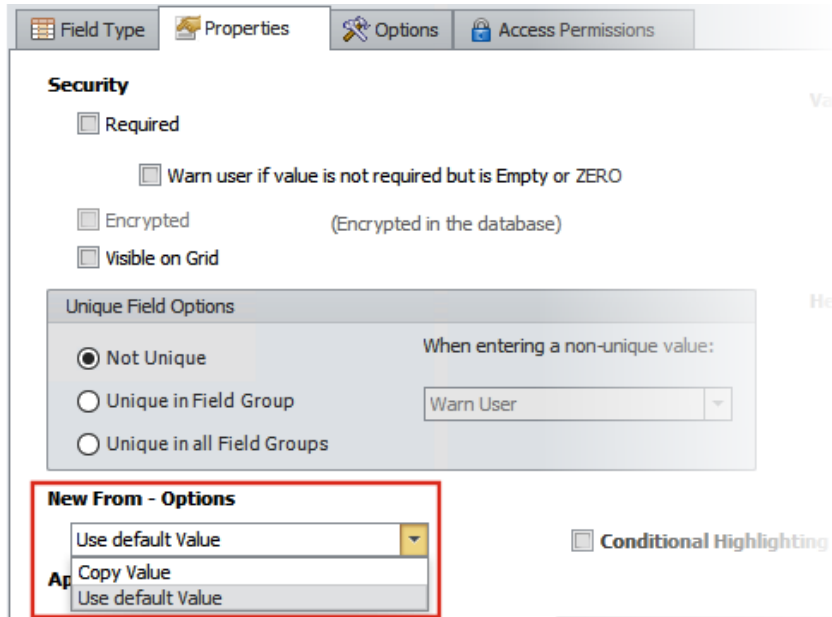 Field Type Properties Options Access Permissions
Security
Va
Required
Warn user if value is not required but is Empty or ZERO
Encrypted (Encrypted in the database)
Visible on Grid
Unique Field Options
He
Not Unique
When entering a non-unique value:
Unique in Field Group
Warn User
Unique in all Field Groups
New From - Options
Use default Value
Conditional Highlighting
Copy Value
Ap
Use default Value